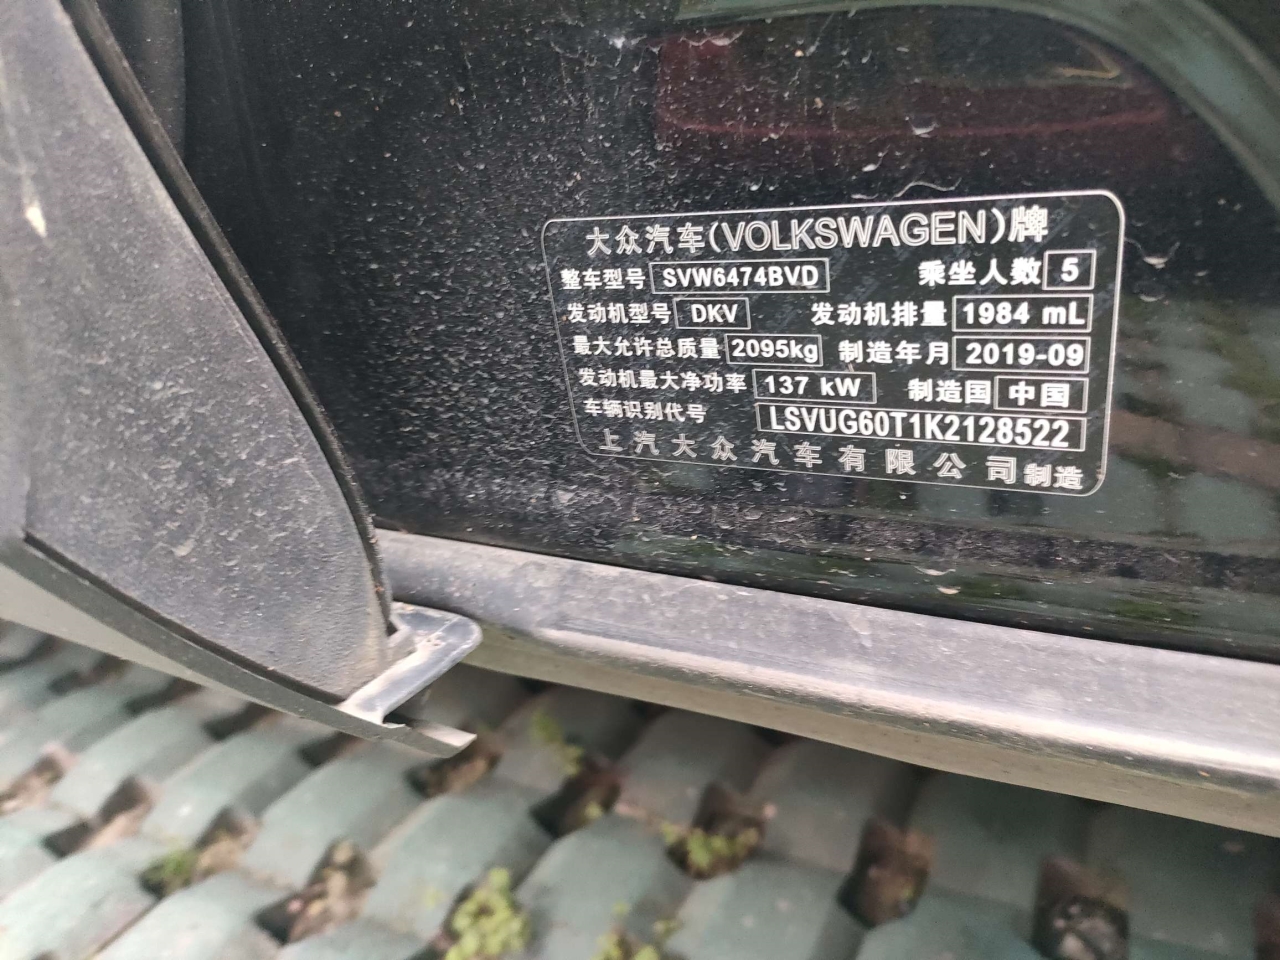 大众汽车(VOLKSWAGEN)牌
整车型号 SVW6474BVD 乘坐人数 5
发动机型号 DKV 发动机排量 1984 mL
最大允许总质量 2095kg 制造年月 2019-09
发动机最大净功率 137 kW 制造国 中国
车辆识别代号 LSVUG60T1K2128522
上汽大众汽车有限公司制造